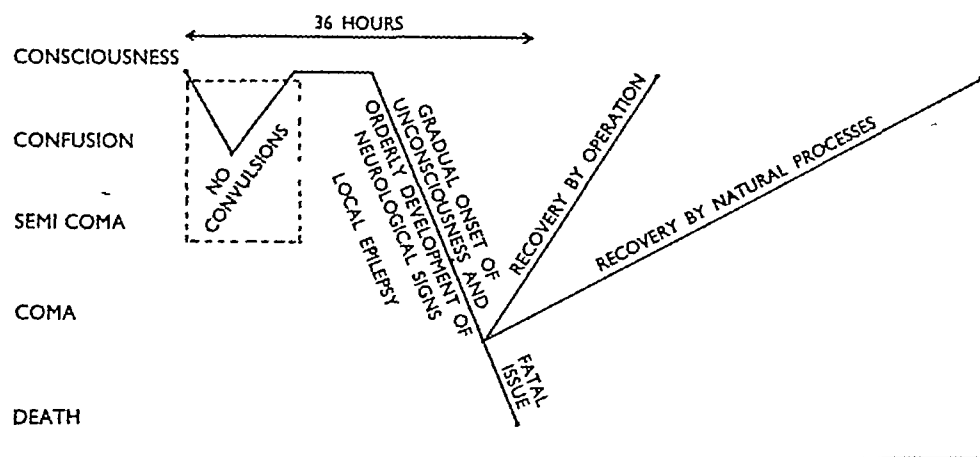 36 HOURS
CONSCIOUSNESS
CONFUSION
SEMI COMA
COMA
DEATH
NO
CONVULSIONS
GRADUAL ONSET OF
UNCONSCIOUSNESS AND
ORDERLY DEVELOPMENT OF
NEUROLOGICAL SIGNS
LOCAL EPILEPSY
RECOVERY BY OPERATION
RECOVERY BY NATURAL PROCESSES
FATAL
ISSUE